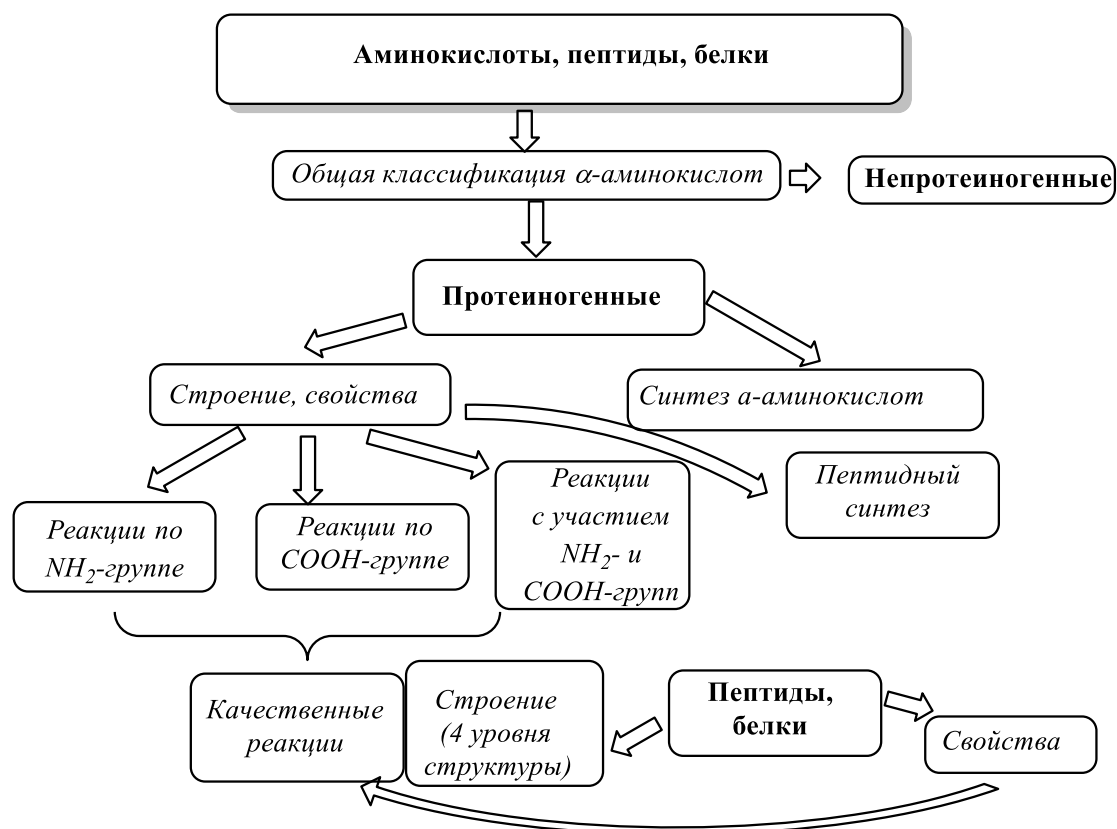 Аминокислоты, пептиды, белки
Общая классификация α-аминокислот
Непротеиногенные
Протеиногенные
Строение, свойства
Синтез а-аминокислот
Пептидный
синтез
Реакции по
NH2-группе
Реакции по
COOH-группе
Реакции
с участием
NH2- и
COOH-групп
Качественные
реакции
Строение
(4 уровня
структуры)
Пептиды,
белки
Свойства